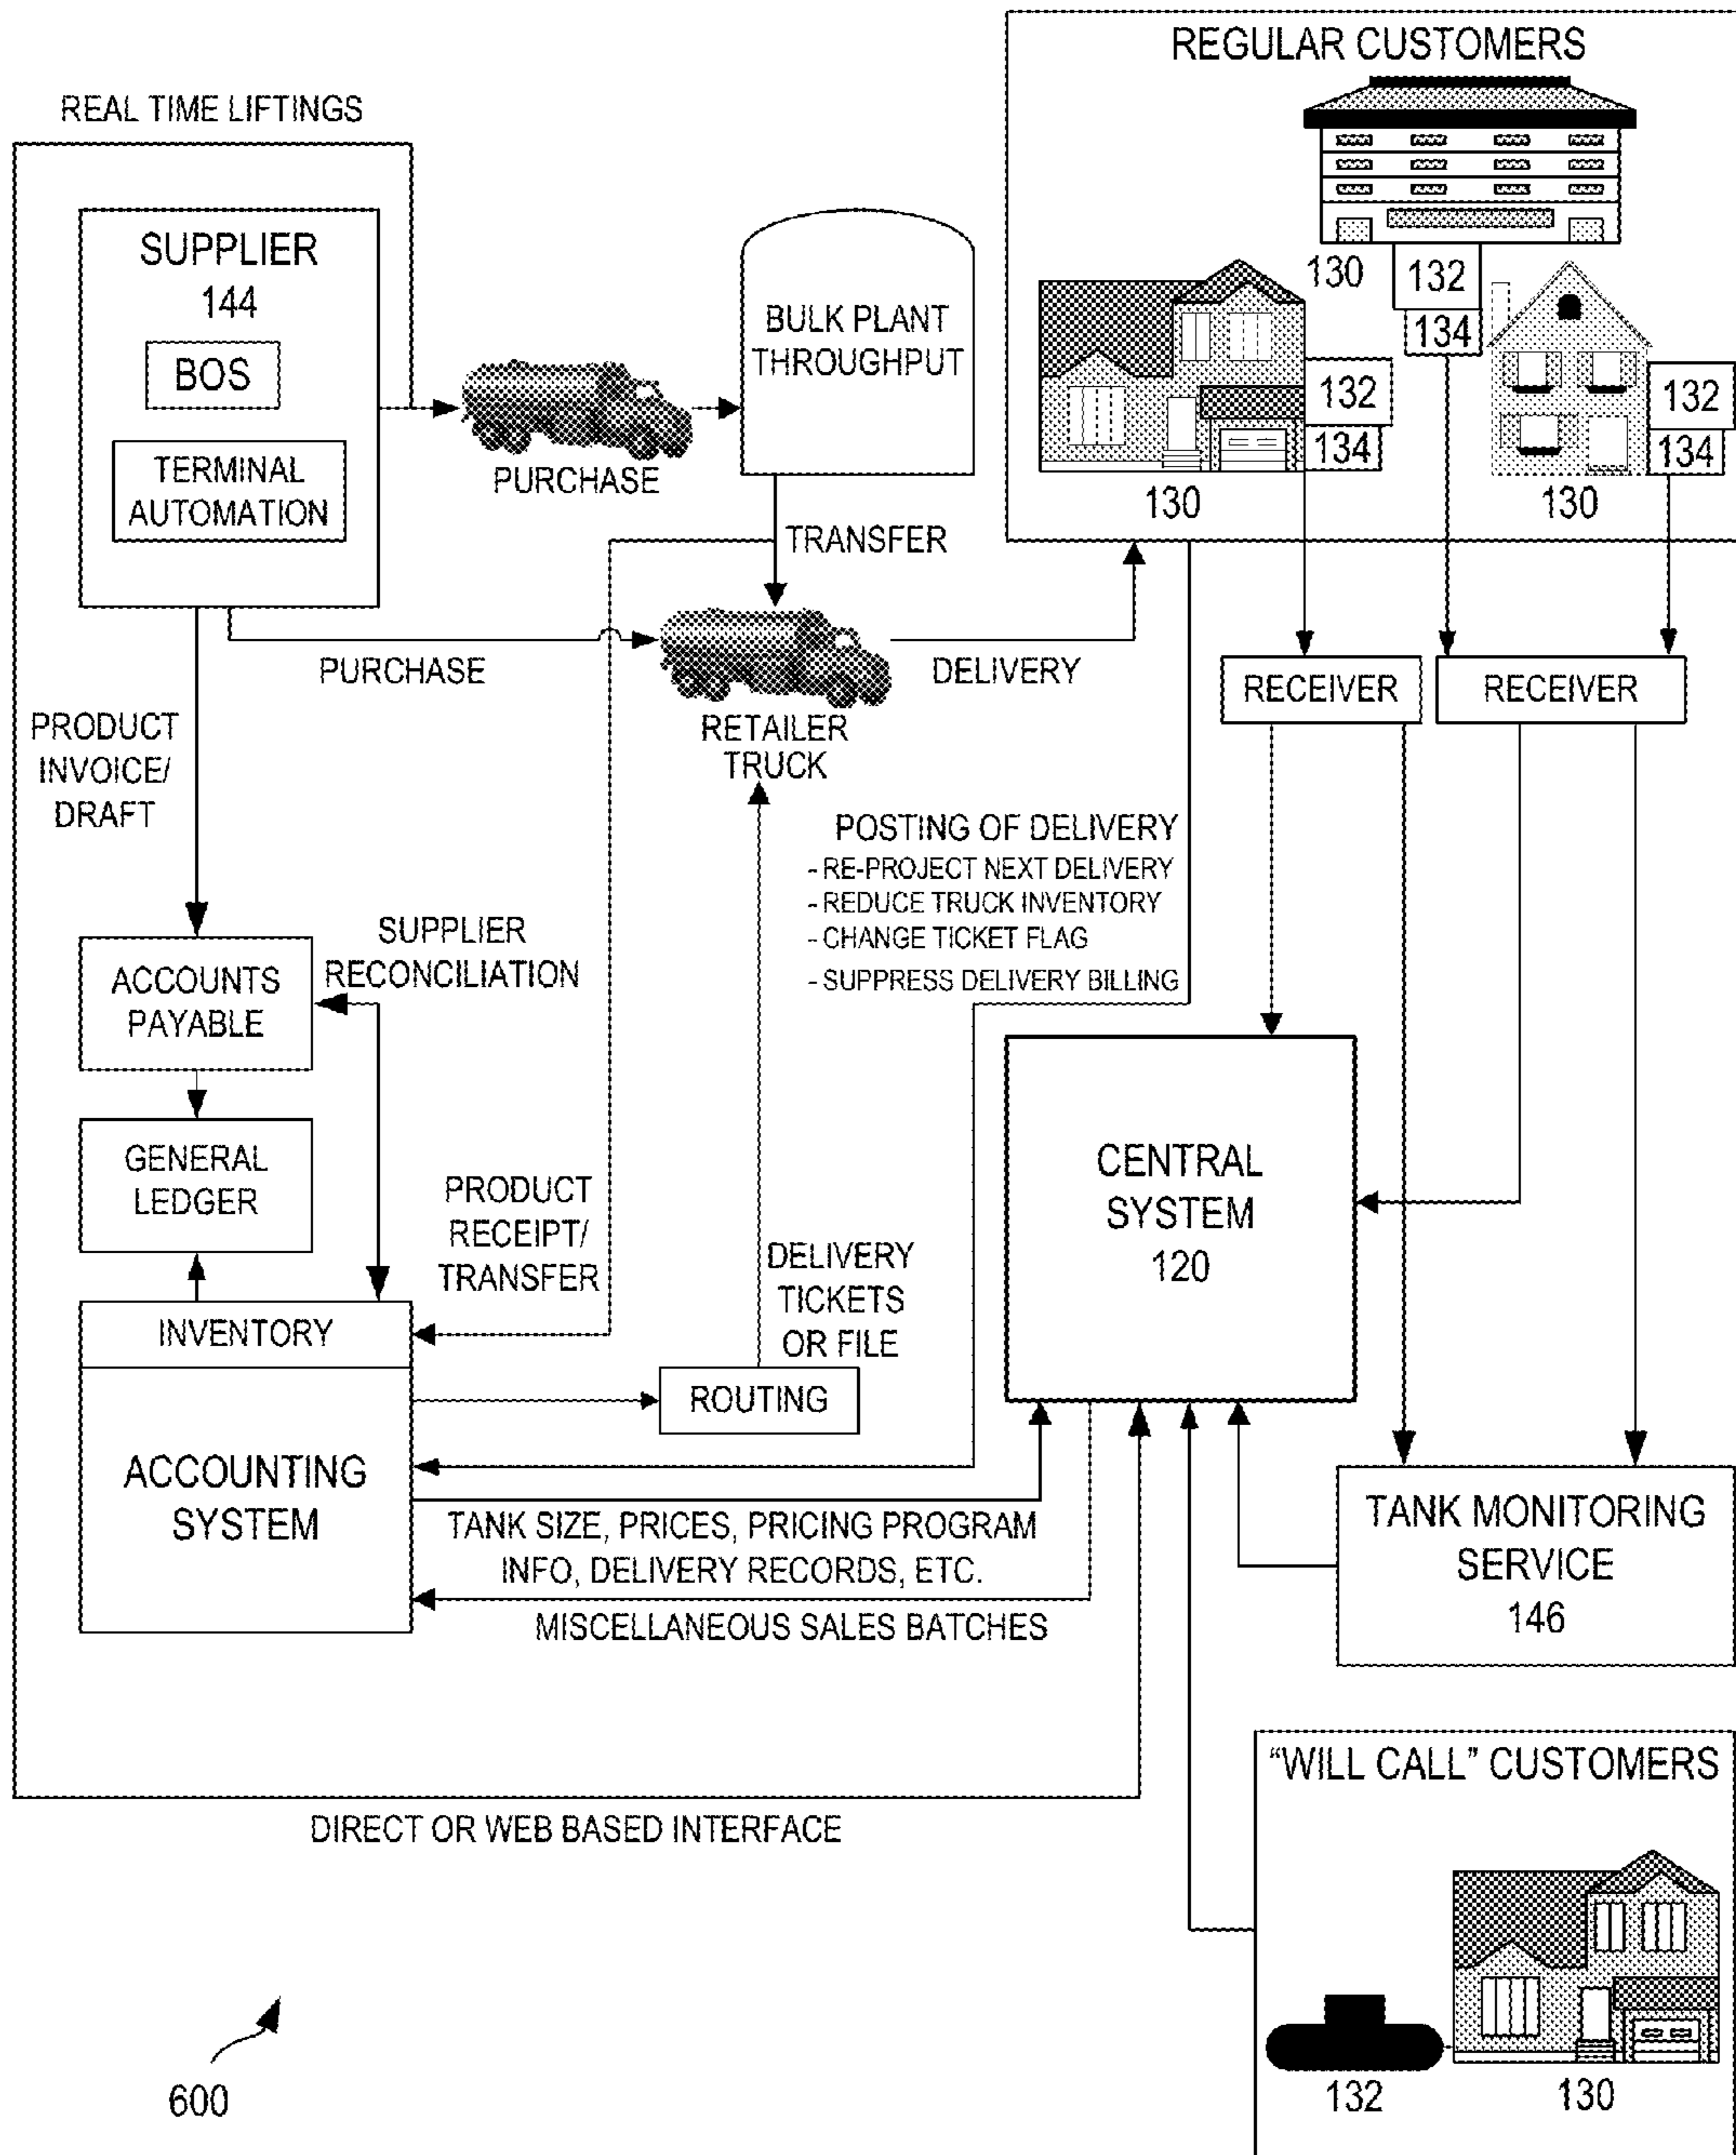 REGULAR CUSTOMERS
REAL TIME LIFTINGS
SUPPLIER
144
BOS
TERMINAL
AUTOMATION
PURCHASE
BULK PLANT
THROUGHPUT
130
132
134
132
134
130
132
134
130
TRANSFER
PURCHASE
RETAILER
TRUCK
DELIVERY
RECEIVER
RECEIVER
PRODUCT
INVOICE/
DRAFT
POSTING OF DELIVERY
- RE-PROJECT NEXT DELIVERY
- REDUCE TRUCK INVENTORY
- CHANGE TICKET FLAG
- SUPPRESS DELIVERY BILLING
SUPPLIER
RECONCILIATION
ACCOUNTS
PAYABLE
GENERAL
LEDGER
PRODUCT
RECEIPT/
TRANSFER
DELIVERY
TICKETS
OR FILE
CENTRAL
SYSTEM
120
INVENTORY
ROUTING
ACCOUNTING
SYSTEM
TANK SIZE, PRICES, PRICING PROGRAM
INFO, DELIVERY RECORDS, ETC.
MISCELLANEOUS SALES BATCHES
TANK MONITORING
SERVICE
146
DIRECT OR WEB BASED INTERFACE
"WILL CALL" CUSTOMERS
132
130
600